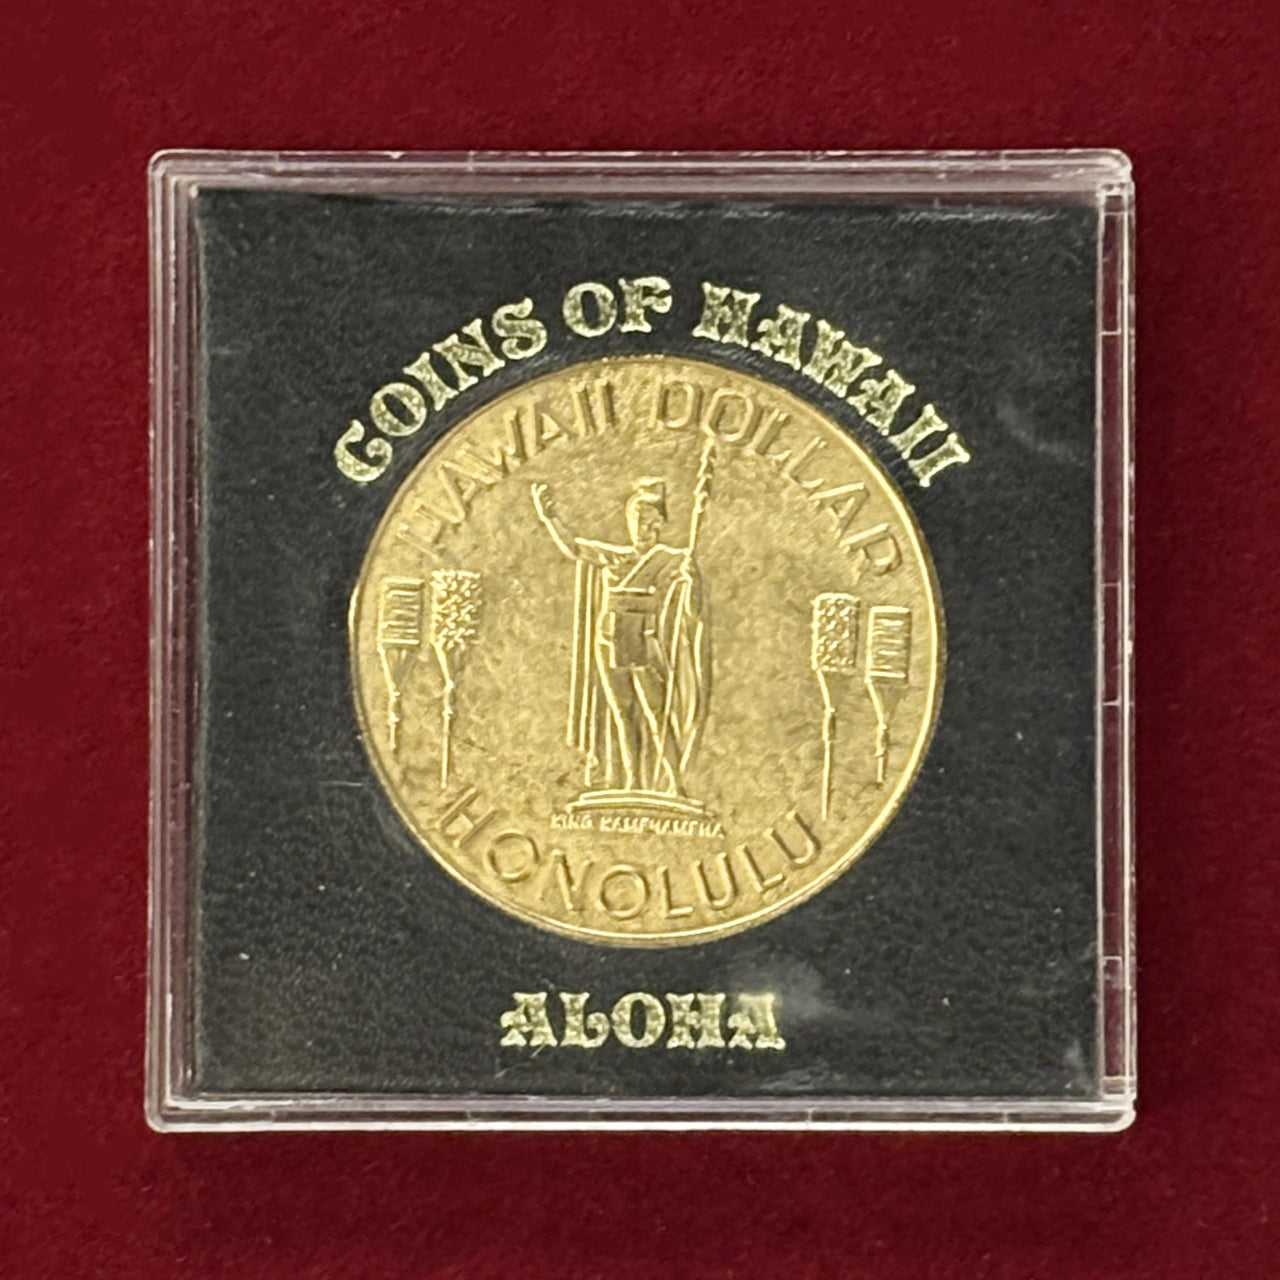 COINS OF HAWAII
HAWAII DOLLAR
KING KAMEHAMEHA
HONOLULU
ALOHA